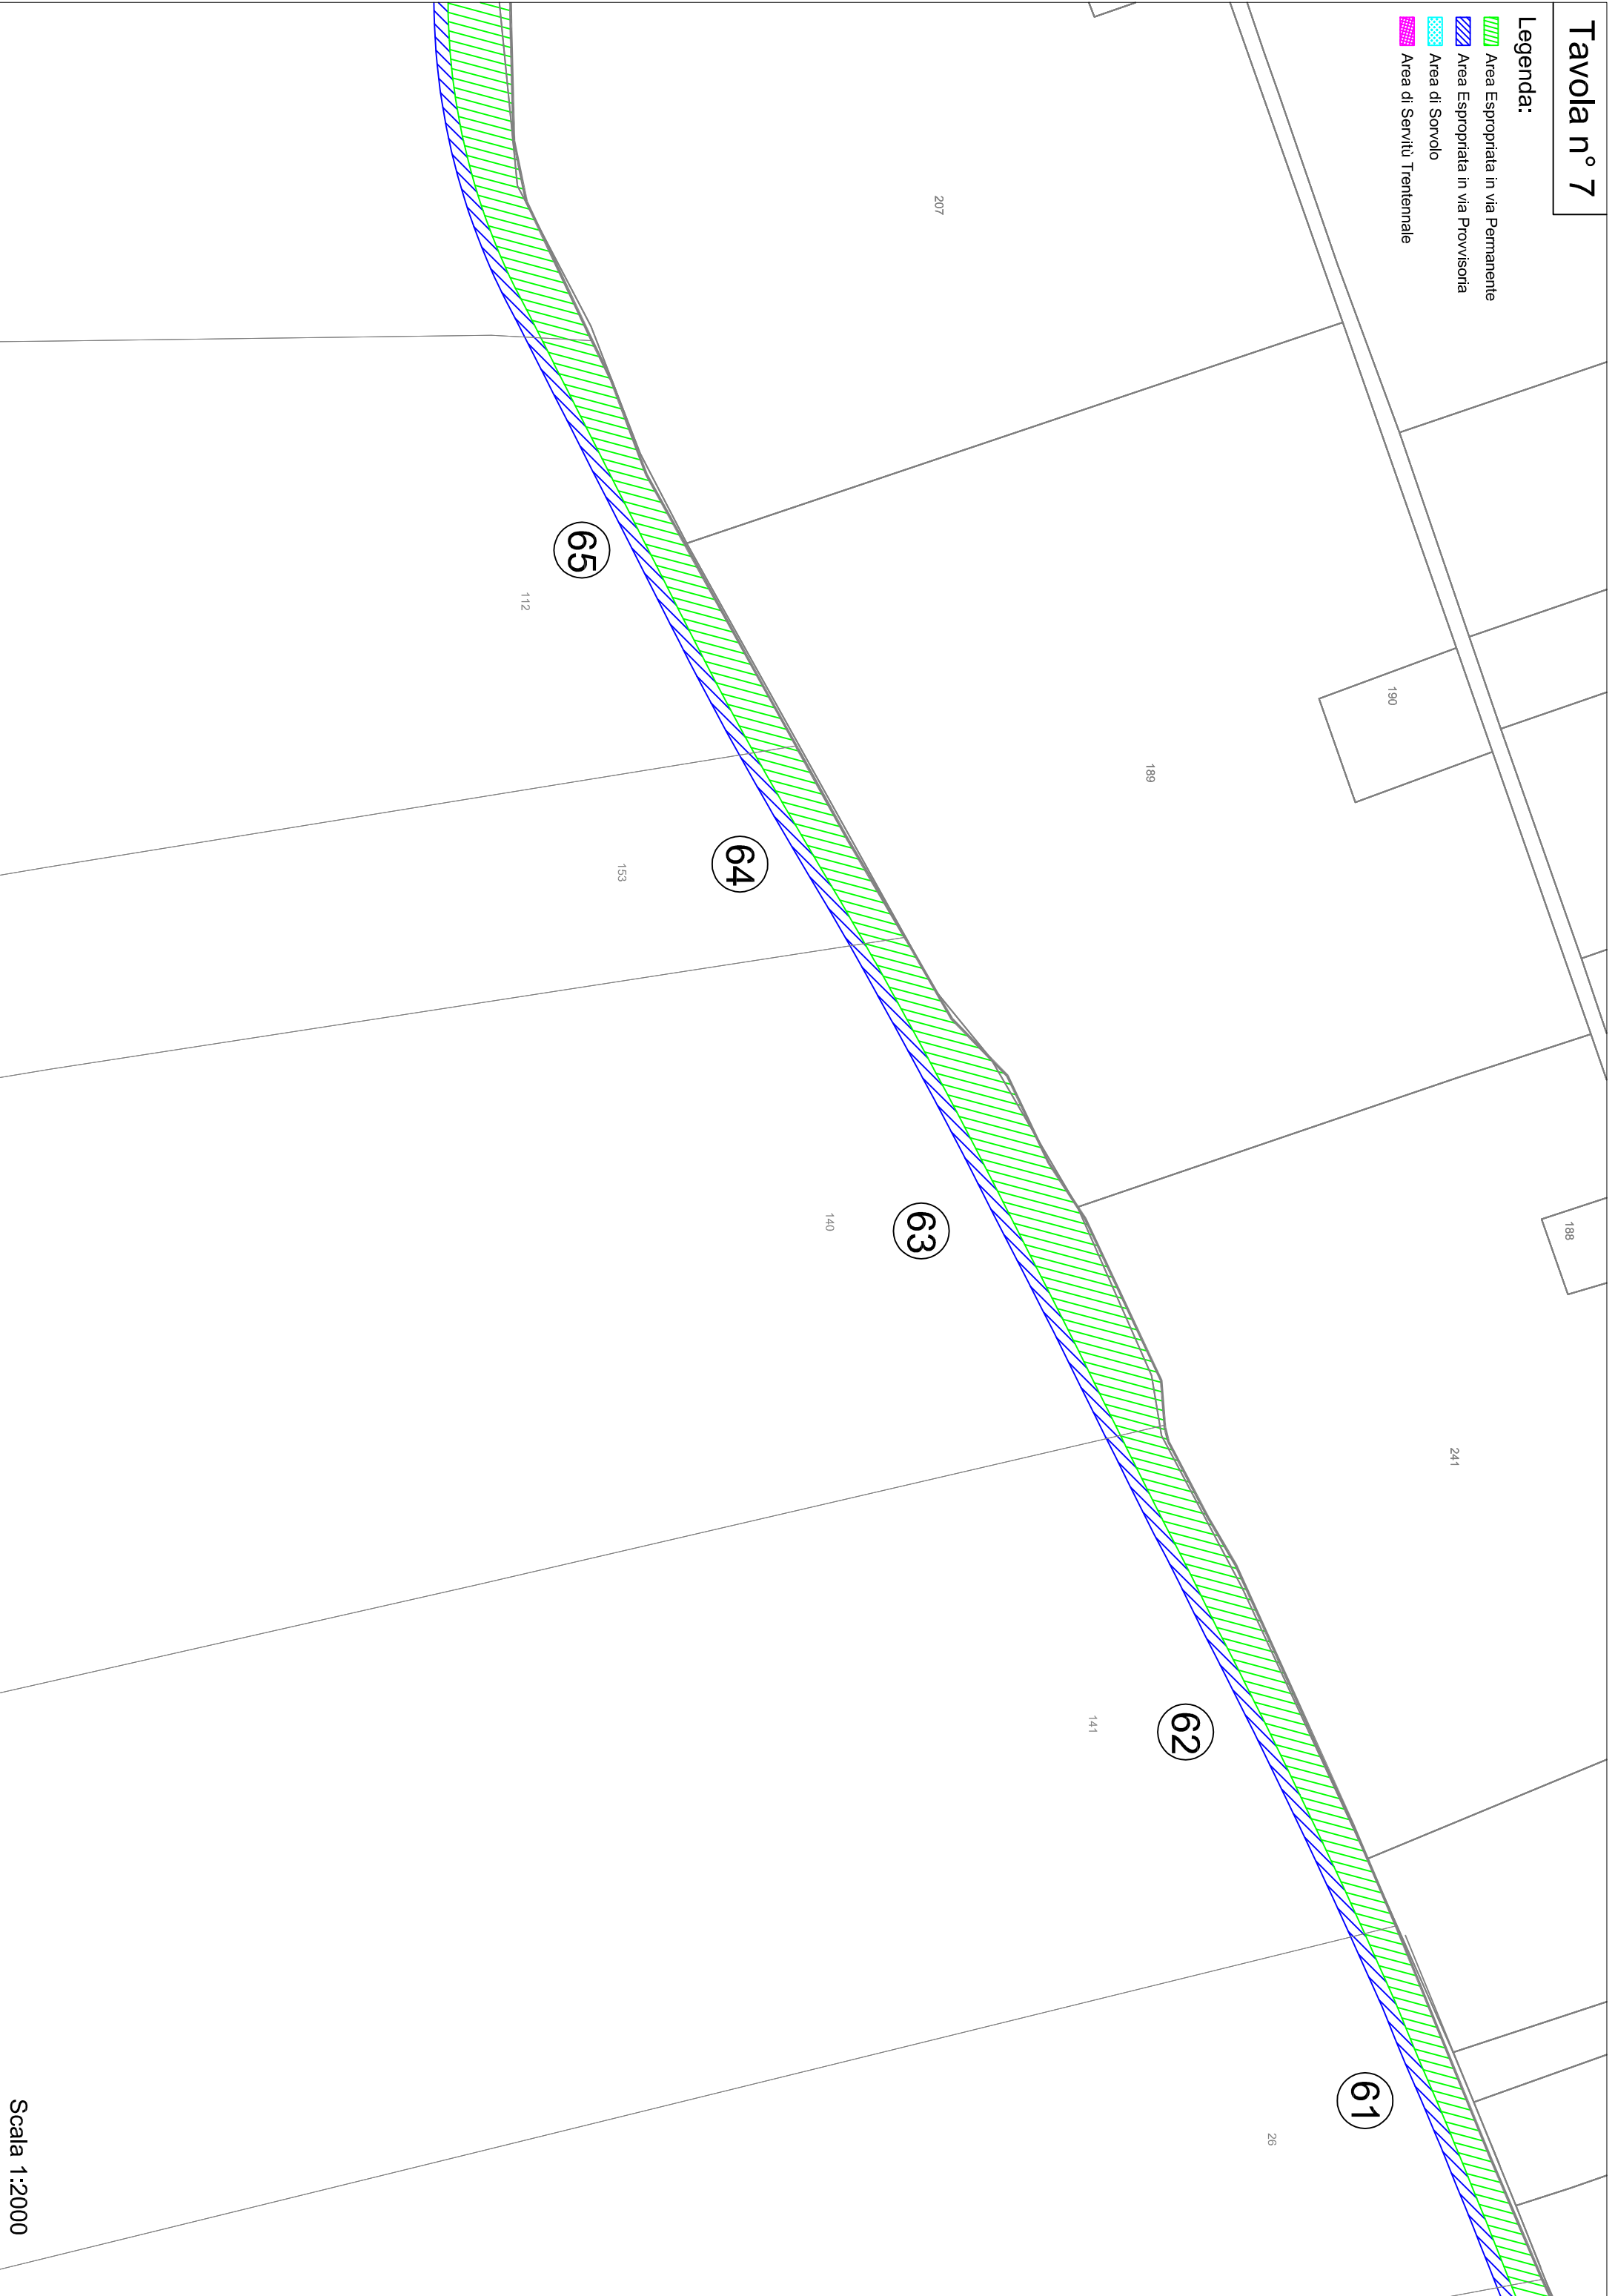 Tavola n° 7
Legenda:
Area Espropriata in via Permanente
Area Espropriata in via Provvisoria
Area di Sorvolo
Area di Servitù Trentennale
207
190
189
188
241
65
112
64
153
63
140
62
141
61
26
Scala 1:2000